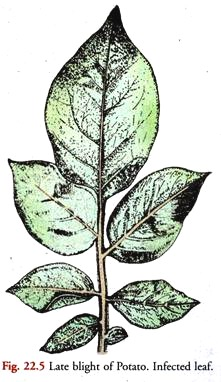 Fig. 22.5 Late blight of Potato. Infected leaf.